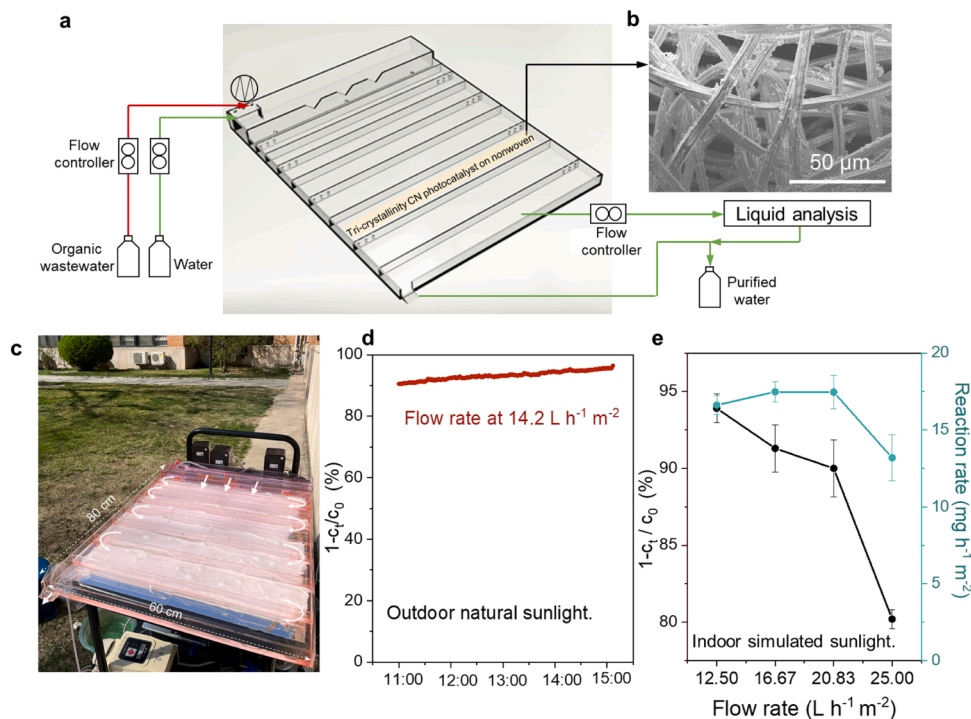 a
b
Flow
controller
Organic
wastewater
Water
Tri-crystallinity CN photocatalyst on nonwoven
50 μm
Flow
controller
Liquid analysis
Purified
water
c
80 cm
60 cm
d
1-cₜ/c₀ (%)
100
80
60
40
20
0
Flow rate at 14.2 L h⁻¹ m⁻²
Outdoor natural sunlight.
11:00 12:00 13:00 14:00 15:00
e
1-cₜ / c₀ (%)
95
90
85
80
Indoor simulated sunlight.
20
15
10
5
0
Reaction rate
(mg h⁻¹ m⁻²)
12.50 16.67 20.83 25.00
Flow rate (L h⁻¹ m⁻²)